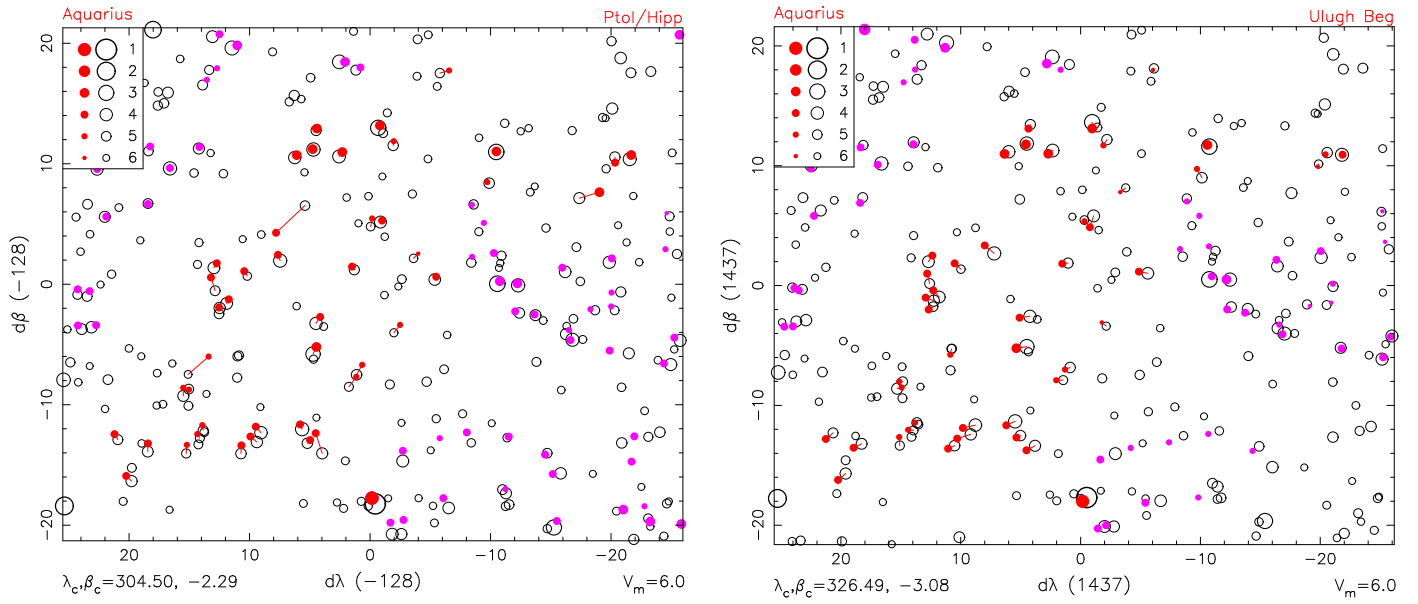 Aquarius
Ptol/Hipp
1
2
3
4
5
6
20
10
0
−10
−20
dβ (−128)
20
10
0
−10
−20
λc,βc=304.50, −2.29
dλ (−128)
Vm=6.0
Aquarius
Ulugh Beg
1
2
3
4
5
6
20
10
0
−10
−20
dβ (1437)
20
10
0
−10
−20
λc,βc=326.49, −3.08
dλ (1437)
Vm=6.0